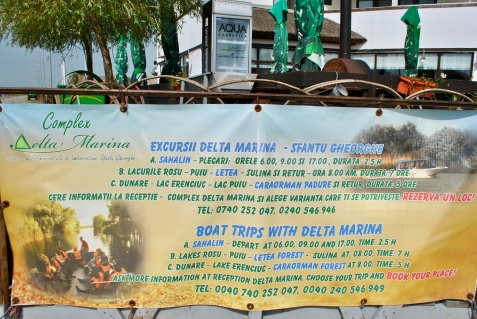 AQUA
Complex
Delta Marina
EXCURSII DELTA MARINA - SFANTU GHEORGHE
A. SAHALIN - PLECARI: ORELE 6.00, 9.00 SI 17.00, DURATA: 2.5 H
B. LACURILE ROSU - PUIU - LETEA - SULINA SI RETUR - ORA 8.00 AM. DURATA: 7 ORE
C. DUNARE - LAC ERENCIUC - LAC PUIU - CARAORMAN PADURE SI RETUR, DURATA: 5 ORE
CERE INFORMATII LA RECEPTIE - COMPLEX DELTA MARINA SI ALEGE VARIANTA CARE TI SE POTRIVESTE. REZERVA UN LOC!
TEL: 0740 252 047, 0240 546 946
BOAT TRIPS WITH DELTA MARINA
A. SAHALIN - DEPART AT 06.00, 09.00 AND 17.00, TIME: 2.5 H
B. LAKES ROSU - PUIU - LETEA FOREST - SULINA AT 08.00, TIME: 7 H
C. DUNARE - LAKE ERENCIUC - CARAORMAN FOREST AT 8.00, TIME: 5 H
ASK MORE INFORMATION AT RECEPTION DELTA MARINA, CHOOSE YOUR TRIP AND BOOK YOUR PLACE!
TEL: 0040 740 252 047, 0040 240 546 949